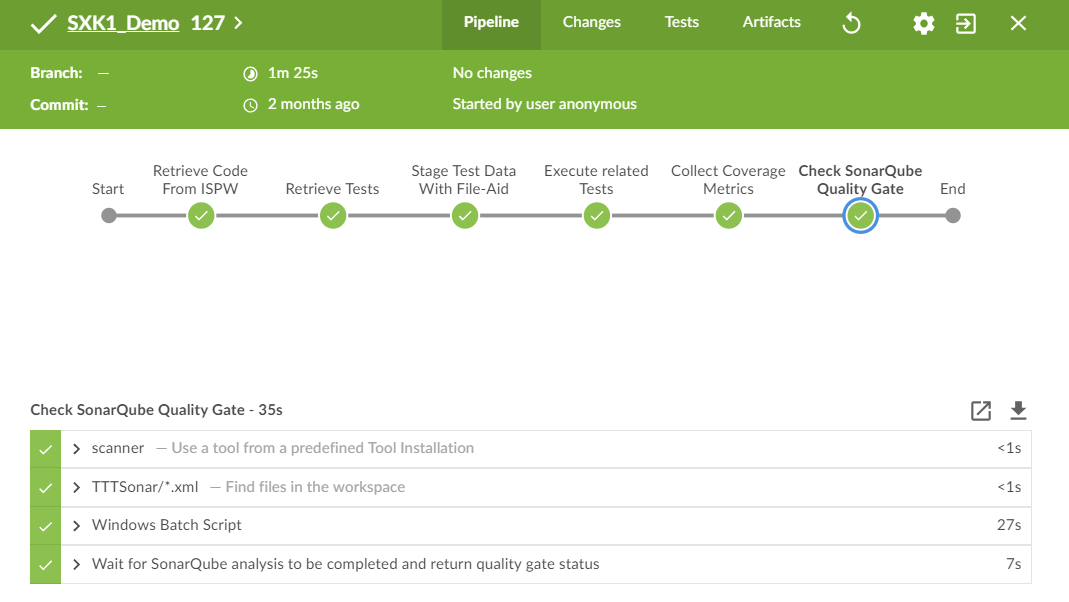 SXK1_Demo 127
Pipeline Changes Tests Artifacts
Branch: — 1m 25s No changes
Commit: — 2 months ago Started by user anonymous
Start
Retrieve Code
From ISPW
Retrieve Tests
Stage Test Data
With File-Aid
Execute related
Tests
Collect Coverage
Metrics
Check SonarQube
Quality Gate
End
Check SonarQube Quality Gate - 35s
scanner — Use a tool from a predefined Tool Installation <1s
TTTSonar/*.xml — Find files in the workspace <1s
Windows Batch Script 27s
Wait for SonarQube analysis to be completed and return quality gate status 7s